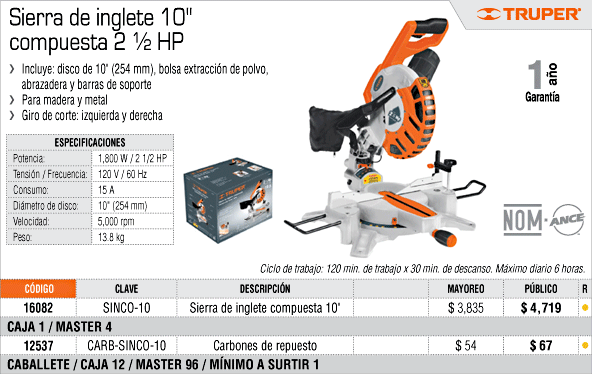 Sierra de inglete 10"
compuesta 2 ½ HP
TRUPER®
❯ Incluye: disco de 10" (254 mm), bolsa extracción de polvo,
abrazadera y barras de soporte
❯ Para madera y metal
❯ Giro de corte: izquierda y derecha
1 año
Garantía
ESPECIFICACIONES
Potencia: 1,800 W / 2 1/2 HP
Tensión / Frecuencia: 120 V / 60 Hz
Consumo: 15 A
Diámetro de disco: 10" (254 mm)
Velocidad: 5,000 rpm
Peso: 13.8 kg
TRUPER
NOM ANCE
Ciclo de trabajo: 120 min. de trabajo x 30 min. de descanso. Máximo diario 6 horas.
CÓDIGO CLAVE DESCRIPCIÓN MAYOREO PÚBLICO R
16082 SINCO-10 Sierra de inglete compuesta 10" $ 3,835 $ 4,719
CAJA 1 / MASTER 4
12537 CARB-SINCO-10 Carbones de repuesto $ 54 $ 67
CABALLETE / CAJA 12 / MASTER 96 / MÍNIMO A SURTIR 1